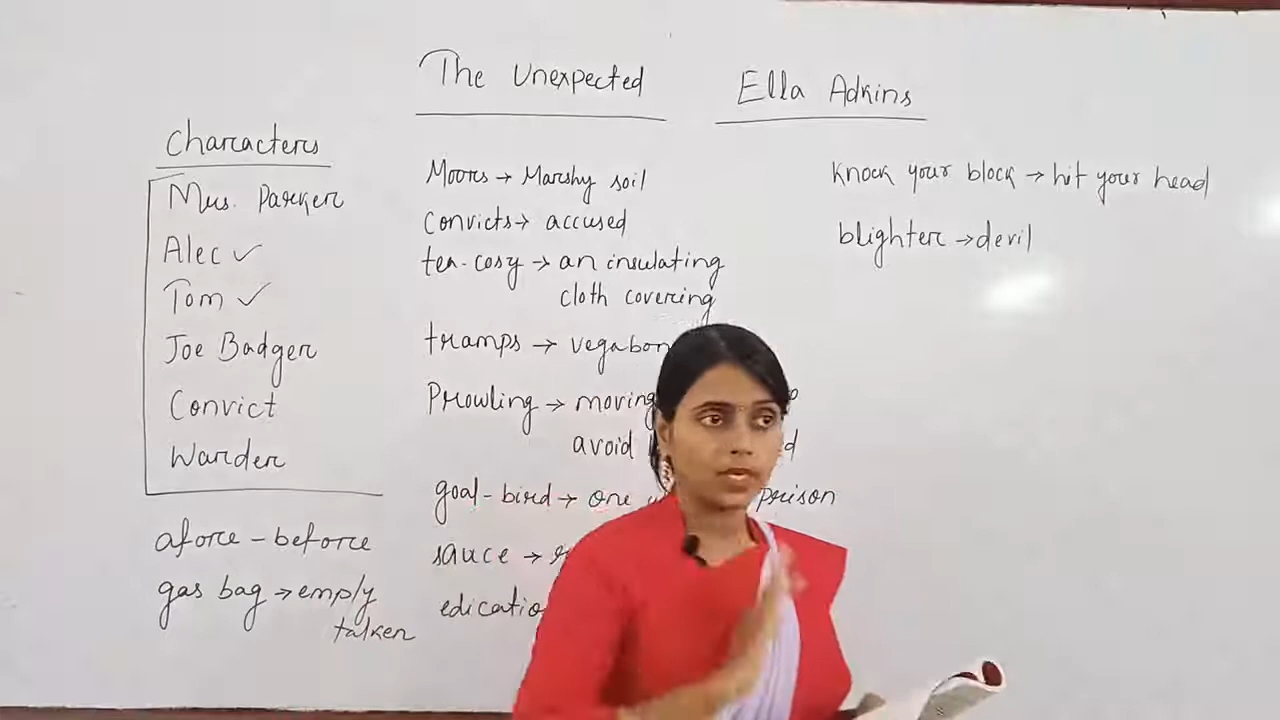 The Unexpected
Ella Adkins
Characters
Mrs. Parker
Alec ✓
Tom ✓
Joe Badger
Convict
Warder
afore - before
gas bag → empty
talker
Moors → Marshy soil
Convicts → accused
tea-cosy → an insulating
cloth covering
tramps →
Prowling → moving
avoid
goal-bird → one prison
sauce →
knock your block → hit your head
blighter → devil